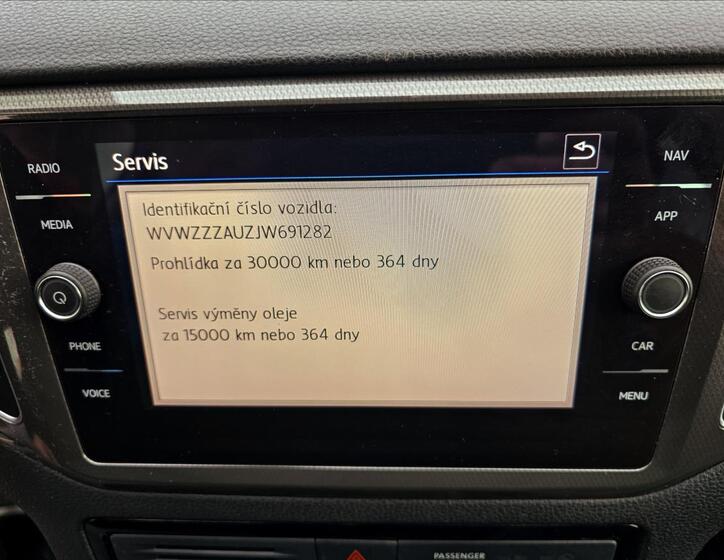 Servis
RADIO
MEDIA
PHONE
VOICE
Identifikační číslo vozidla:
WVWZZZAUZJW691282
Prohlídka za 30000 km nebo 364 dny
Servis výměny oleje
za 15000 km nebo 364 dny
NAV
APP
CAR
MENU
PASSENGER